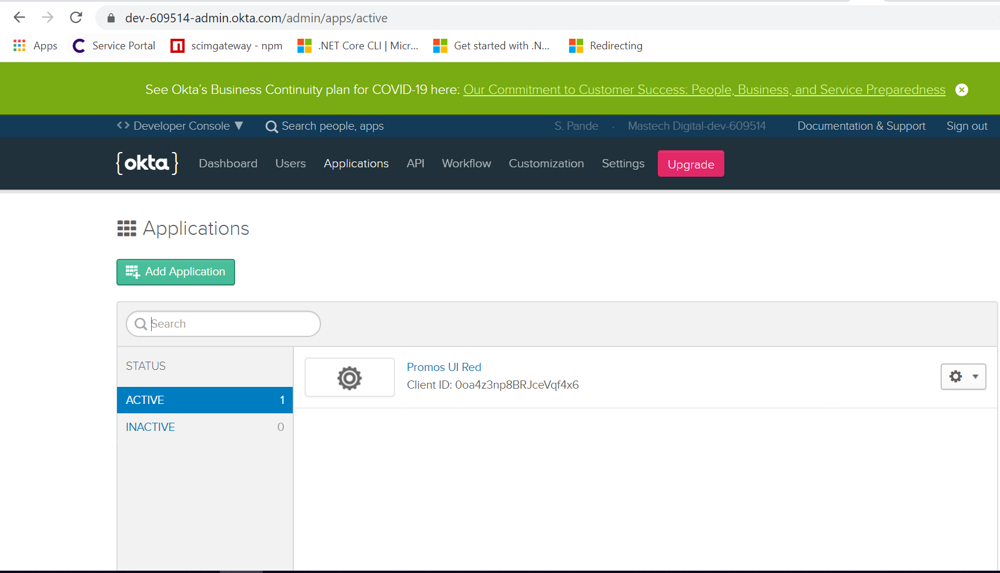 dev-609514-admin.okta.com/admin/apps/active
Apps Service Portal scimgateway - npm .NET Core CLI | Micr... Get started with .N... Redirecting
See Okta’s Business Continuity plan for COVID-19 here: Our Commitment to Customer Success: People, Business, and Service Preparedness
<> Developer Console ▼ Search people, apps S. Pande · Mastech Digital-dev-609514 Documentation & Support Sign out
{okta} Dashboard Users Applications API Workflow Customization Settings Upgrade
Applications
Add Application
Search
STATUS
ACTIVE 1
INACTIVE 0
Promos UI Red
Client ID: 0oa4z3np8BRJceVqf4x6